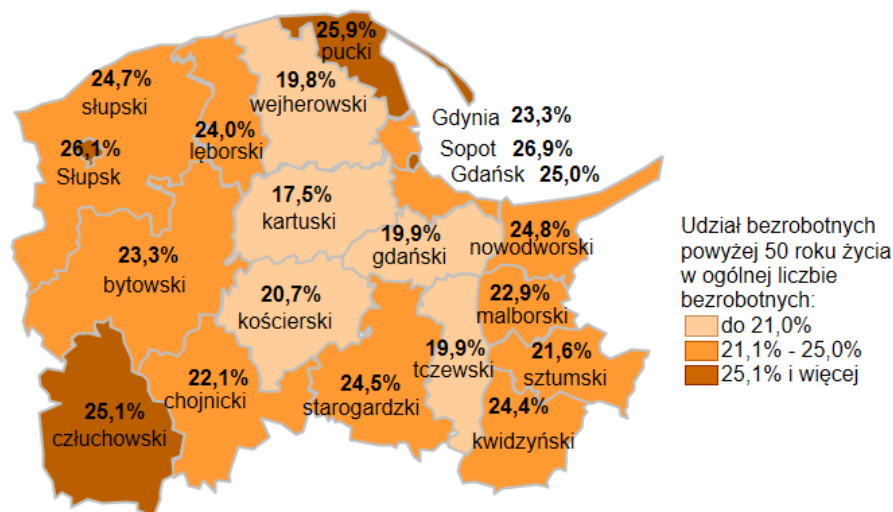 25,9%
pucki
24,7%
słupski
19,8%
wejherowski
Gdynia 23,3%
24,0%
lęborski
26,1%
Słupsk
Sopot 26,9%
Gdańsk 25,0%
17,5%
kartuski
19,9%
gdański
24,8%
nowodworski
23,3%
bytowski
20,7%
kościerski
22,9%
malborski
19,9%
tczewski
21,6%
sztumski
22,1%
chojnicki
24,5%
starogardzki
24,4%
kwidzyński
25,1%
człuchowski
Udział bezrobotnych
powyżej 50 roku życia
w ogólnej liczbie
bezrobotnych:
do 21,0%
21,1% - 25,0%
25,1% i więcej